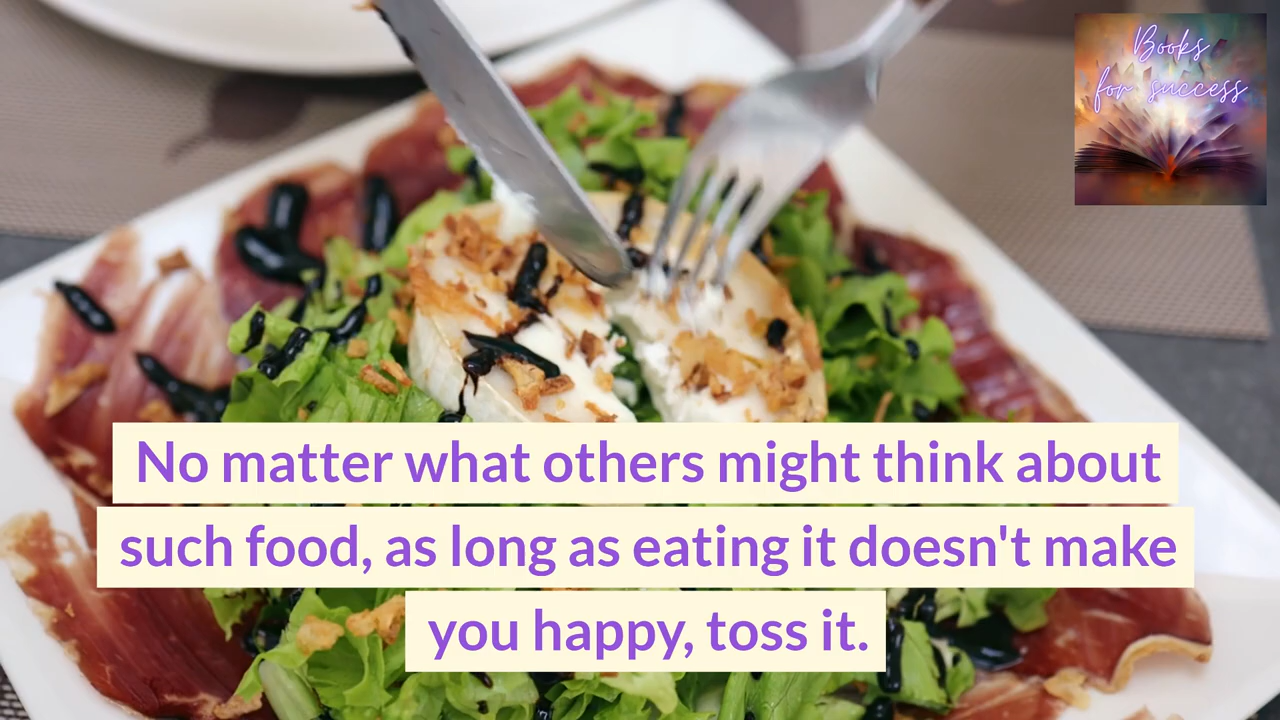 Books
for success
No matter what others might think about
such food, as long as eating it doesn't make
you happy, toss it.